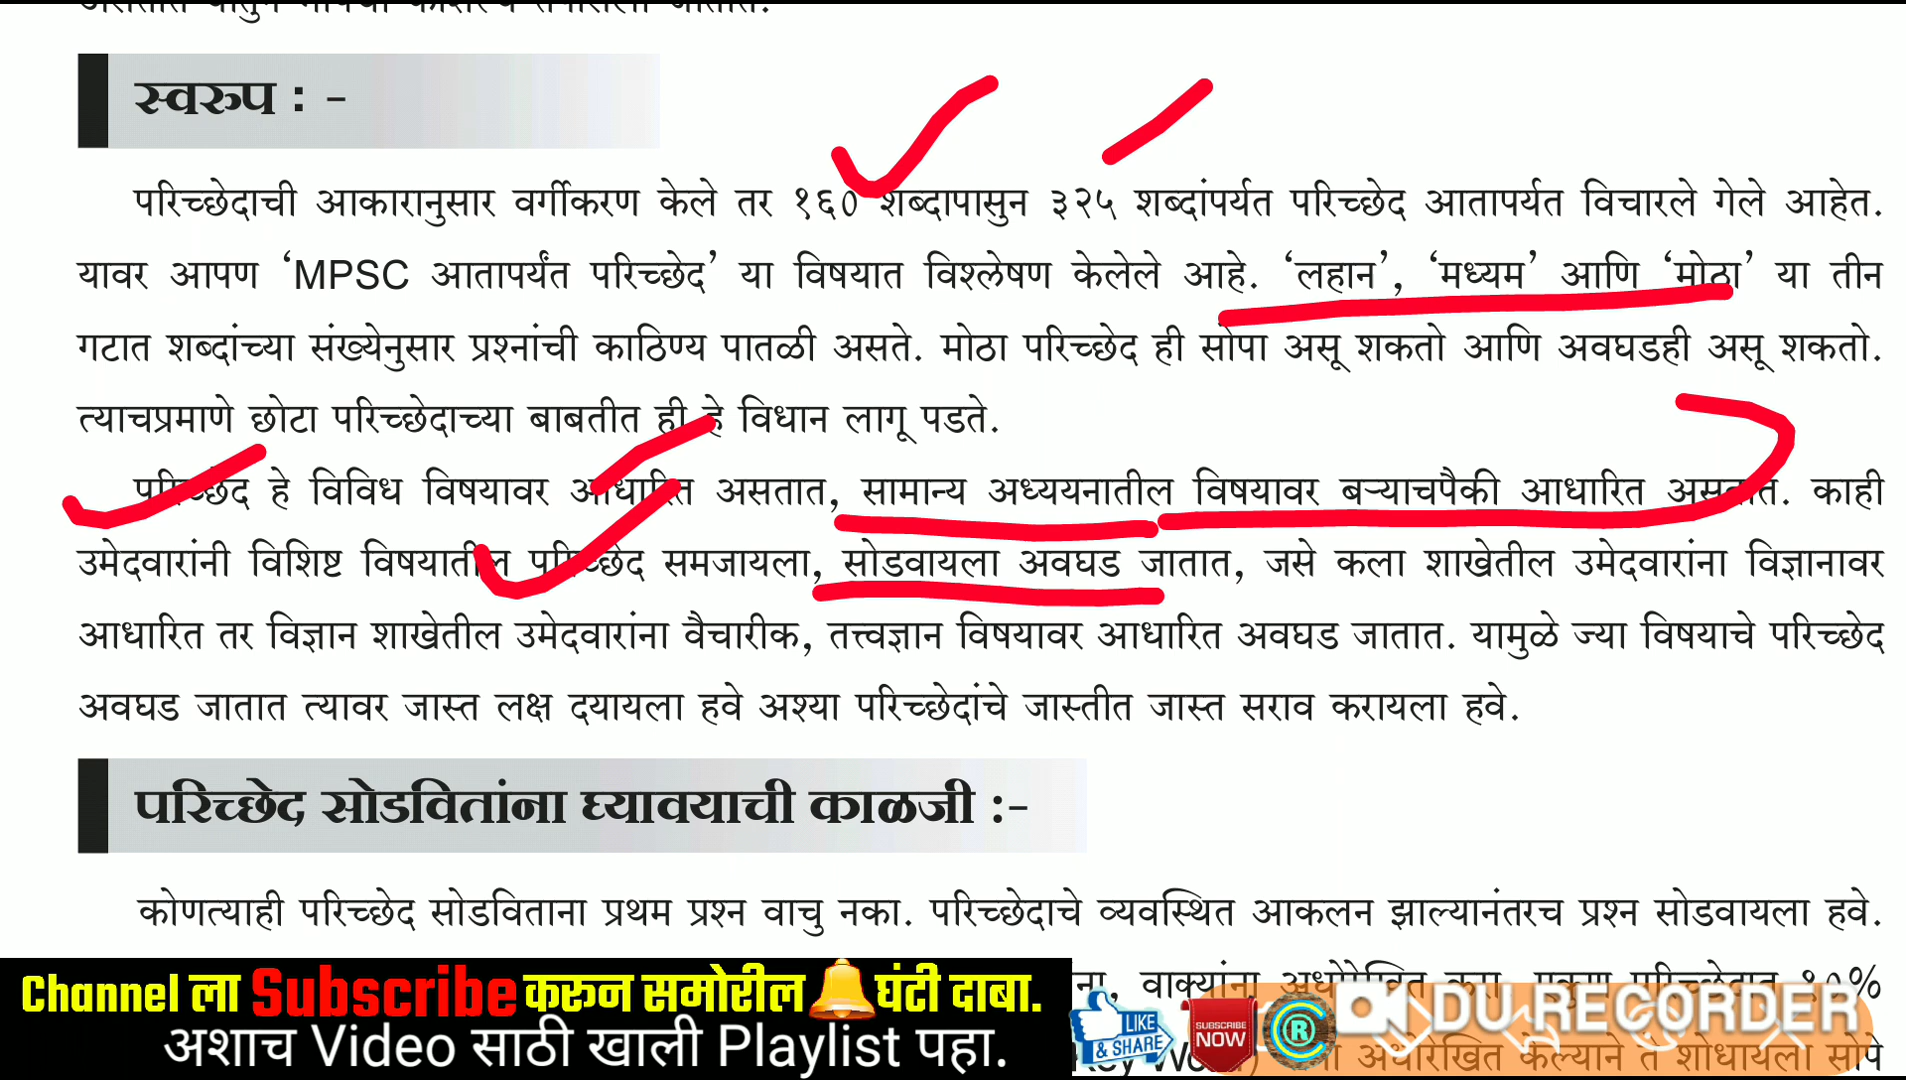 स्वरुप : -
परिच्छेदाची आकारानुसार वर्गीकरण केले तर १६० शब्दापासुन ३२५ शब्दांपर्यत परिच्छेद आतापर्यत विचारले गेले आहेत.
यावर आपण ‘MPSC आतापर्यंत परिच्छेद’ या विषयात विश्लेषण केलेले आहे. ‘लहान’, ‘मध्यम’ आणि ‘मोठा’ या तीन
गटात शब्दांच्या संख्येनुसार प्रश्नांची काठिण्य पातळी असते. मोठा परिच्छेद ही सोपा असू शकतो आणि अवघडही असू शकतो.
त्याचप्रमाणे छोटा परिच्छेदाच्या बाबतीत ही हे विधान लागू पडते.
परिच्छेद हे विविध विषयावर आधारित असतात, सामान्य अध्ययनातील विषयावर बऱ्याचपैकी आधारित असतात. काही
उमेदवारांनी विशिष्ट विषयातील परिच्छेद समजायला, सोडवायला अवघड जातात, जसे कला शाखेतील उमेदवारांना विज्ञानावर
आधारित तर विज्ञान शाखेतील उमेदवारांना वैचारीक, तत्त्वज्ञान विषयावर आधारित अवघड जातात. यामुळे ज्या विषयाचे परिच्छेद
अवघड जातात त्यावर जास्त लक्ष दयायला हवे अश्या परिच्छेदांचे जास्तीत जास्त सराव करायला हवे.
परिच्छेद सोडवितांना घ्यावयाची काळजी :-
कोणत्याही परिच्छेद सोडविताना प्रथम प्रश्न वाचु नका. परिच्छेदाचे व्यवस्थित आकलन झाल्यानंतरच प्रश्न सोडवायला हवे.
वाक्यांना अधोरेखित करा. परिच्छेदात १०%
Channel ला Subscribe करून समोरील घंटी दाबा.
अशाच Video साठी खाली Playlist पहा.
LIKE & SHARE
SUBSCRIBE NOW
DU RECORDER
अधोरेखित केल्याने ते शोधायला सोपे